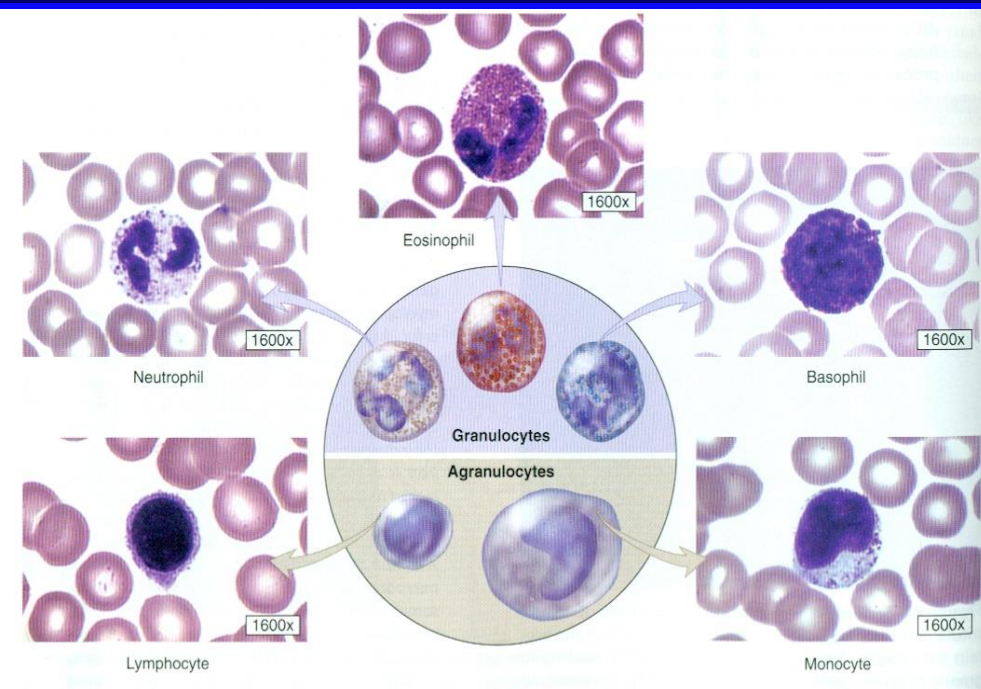 1600x
Eosinophil
1600x
Neutrophil
1600x
Basophil
Granulocytes
Agranulocytes
1600x
Lymphocyte
1600x
Monocyte